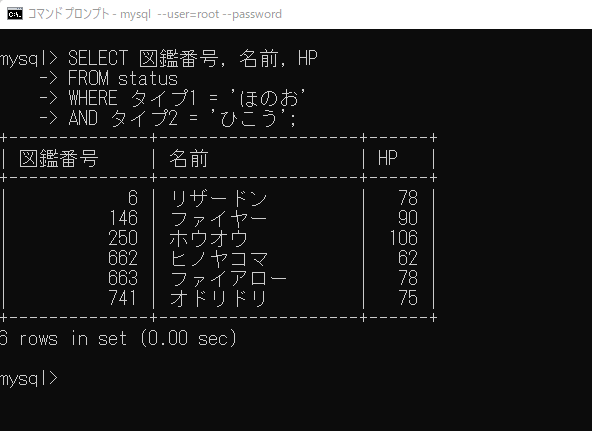 コマンド プロンプト - mysql --user=root --password
mysql> SELECT 図鑑番号, 名前, HP
-> FROM status
-> WHERE タイプ1 = 'ほのお'
-> AND タイプ2 = 'ひこう';
+--------------+--------------------+------+
| 図鑑番号 | 名前 | HP |
+--------------+--------------------+------+
| 6 | リザードン | 78 |
| 146 | ファイヤー | 90 |
| 250 | ホウオウ | 106 |
| 662 | ヒノヤコマ | 62 |
| 663 | ファイアロー | 78 |
| 741 | オドリドリ | 75 |
+--------------+--------------------+------+
6 rows in set (0.00 sec)
mysql>